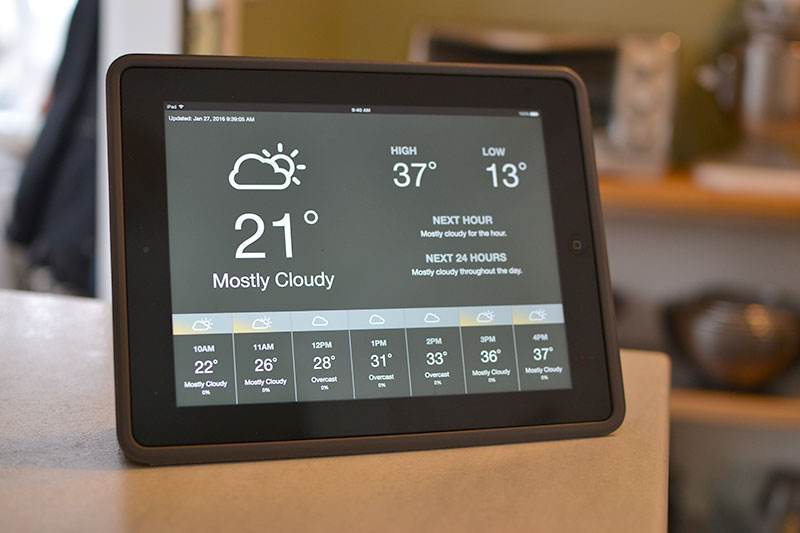 iPad 9:40 AM 100%
Updated: Jan 27, 2016 9:39:05 AM
HIGH LOW
37° 13°
21°
Mostly Cloudy
NEXT HOUR
Mostly cloudy for the hour.
NEXT 24 HOURS
Mostly cloudy throughout the day.
10AM 11AM 12PM 1PM 2PM 3PM 4PM
22° 26° 28° 31° 33° 36° 37°
Mostly Cloudy Mostly Cloudy Overcast Overcast Overcast Mostly Cloudy Mostly Cloudy
0% 0% 0% 0% 0% 0% 0%